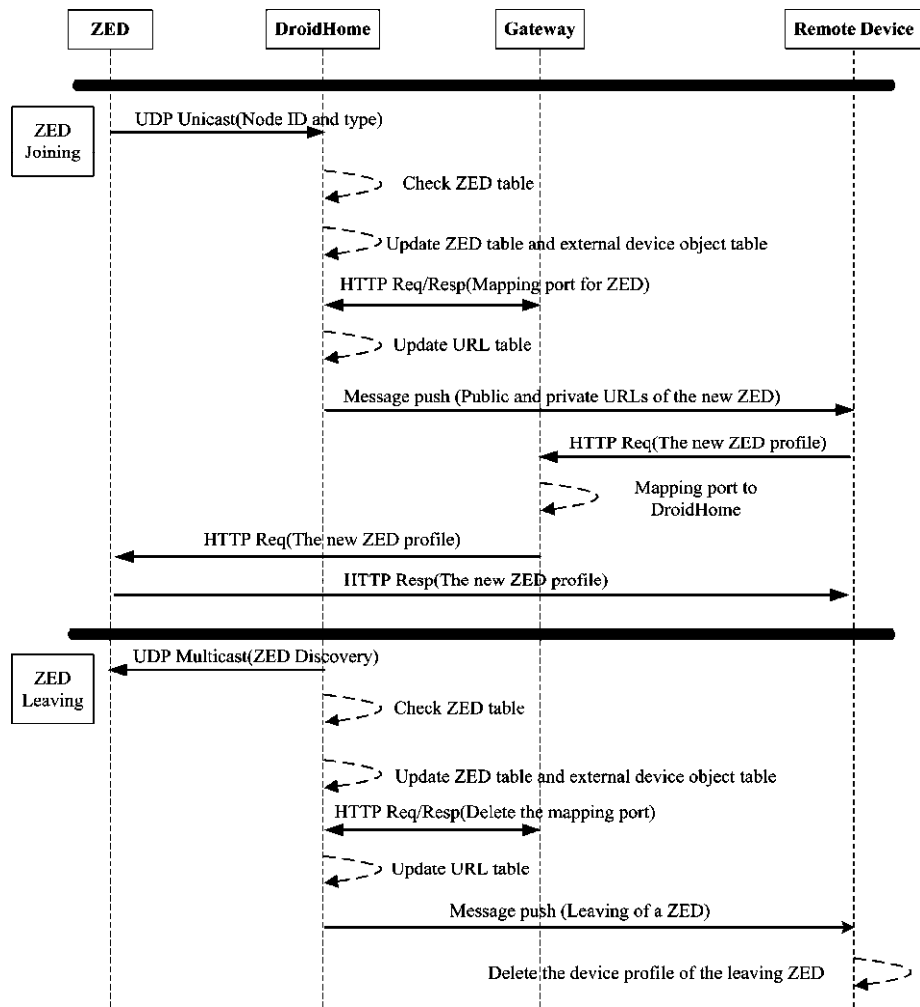 ZED DroidHome Gateway Remote Device
ZED
Joining
UDP Unicast(Node ID and type)
Check ZED table
Update ZED table and external device object table
HTTP Req/Resp(Mapping port for ZED)
Update URL table
Message push (Public and private URLs of the new ZED)
HTTP Req(The new ZED profile)
Mapping port to
DroidHome
HTTP Req(The new ZED profile)
HTTP Resp(The new ZED profile)
ZED
Leaving
UDP Multicast(ZED Discovery)
Check ZED table
Update ZED table and external device object table
HTTP Req/Resp(Delete the mapping port)
Update URL table
Message push (Leaving of a ZED)
Delete the device profile of the leaving ZED